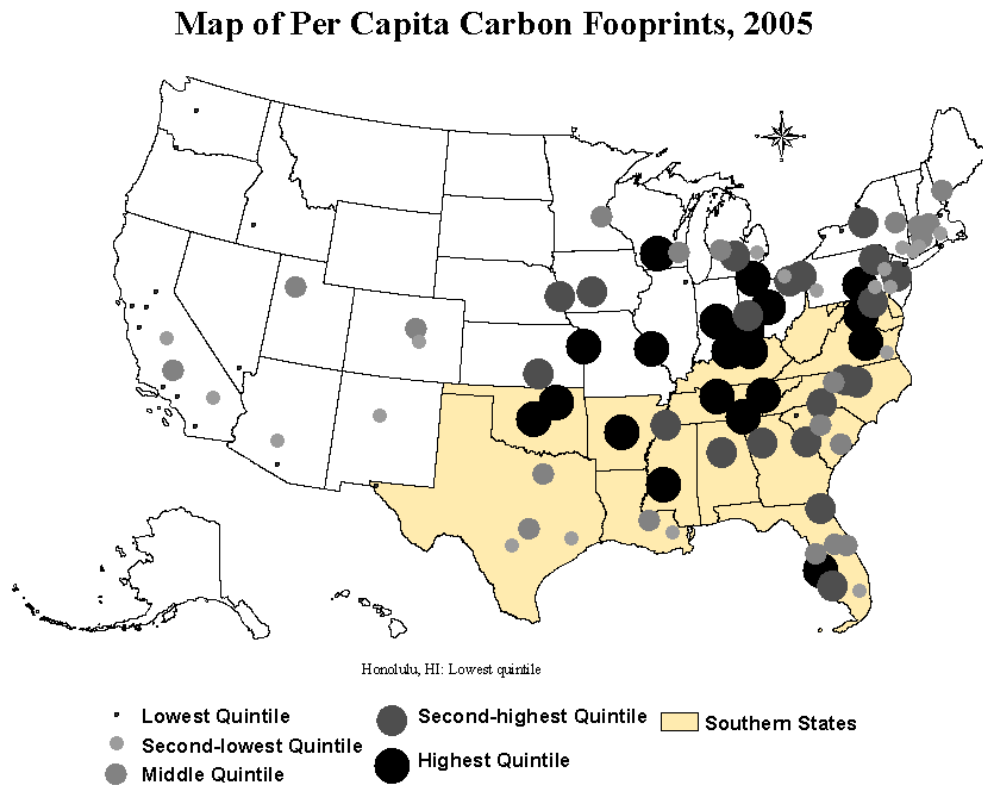 Map of Per Capita Carbon Fooprints, 2005
Honolulu, HI: Lowest quintile
Lowest Quintile
Second-lowest Quintile
Middle Quintile
Second-highest Quintile
Highest Quintile
Southern States